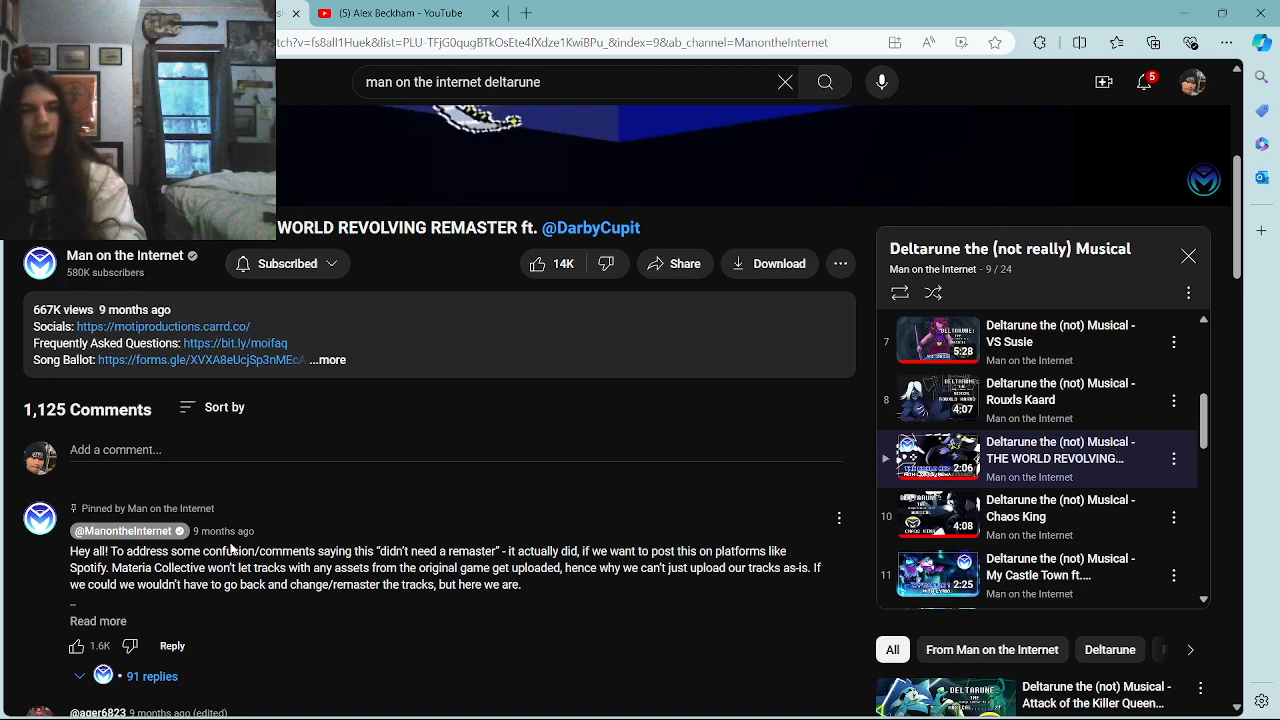 Victor Beckham - YouTube
man on the internet deltarune
5
WORLD REVOLVING REMASTER ft. @DarbyCupit
Man on the Internet
580K subscribers
Subscribed
14K
Share
Download
667K views 9 months ago
Socials: https://motiproductions.carrd.co/
Frequently Asked Questions: https://bit.ly/moifaq
Song Ballot: https://forms.gle/XVXA8eUcjSp3nMEcA ...more
1,125 Comments
Sort by
Add a comment...
Pinned by Man on the Internet
@ManontheInternet 9 months ago
Hey all! To address some confusion/comments saying this “didn’t need a remaster” - it actually did, if we want to post this on platforms like
Spotify. Materia Collective won’t let tracks with any assets from the original game get uploaded, hence why we can’t just upload our tracks as-is. If
we could we wouldn’t have to go back and change/remaster the tracks, but here we are.
--
Read more
1.6K
Reply
91 replies
@ager6823 9 months ago (edited)
Deltarune the (not really) Musical
Man on the Internet - 9 / 24
7
5:28
Deltarune the (not) Musical -
VS Susie
Man on the Internet
4:07
Deltarune the (not) Musical -
Rouxls Kaard
Man on the Internet
2:06
Deltarune the (not) Musical -
THE WORLD REVOLVING...
Man on the Internet
10
4:08
Deltarune the (not) Musical -
Chaos King
Man on the Internet
11
2:25
Deltarune the (not) Musical -
My Castle Town ft....
Man on the Internet
All
From Man on the Internet
Deltarune
Deltarune the (not) Musical -
Attack of the Killer Queen...
Man on the Internet